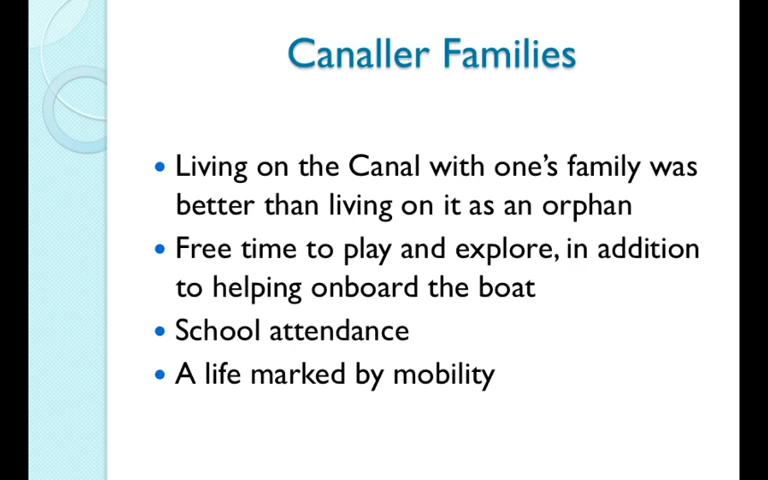 Canaller Families
• Living on the Canal with one's family was
better than living on it as an orphan
• Free time to play and explore, in addition
to helping onboard the boat
• School attendance
• A life marked by mobility